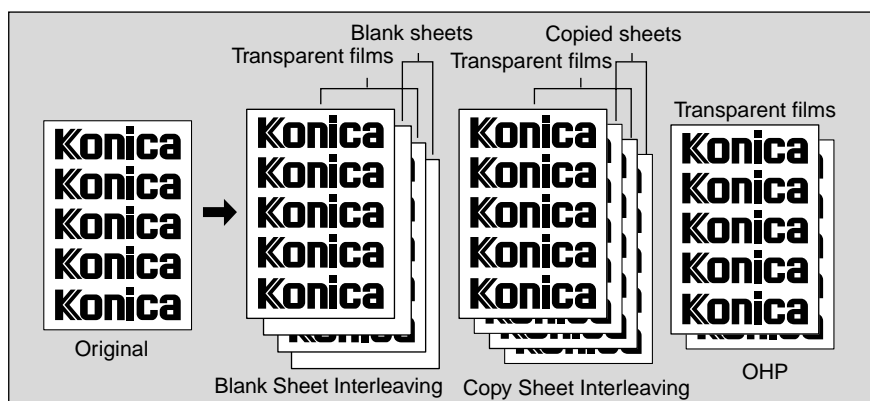 Blank sheets
Copied sheets
Transparent films
Transparent films
Transparent films
Konica
Konica
Konica
Konica
Konica
Original
Konica
Konica
Konica
Konica
Konica
Blank Sheet Interleaving
Konica
Konica
Konica
Konica
Konica
Copy Sheet Interleaving
Konica
Konica
Konica
Konica
Konica
OHP